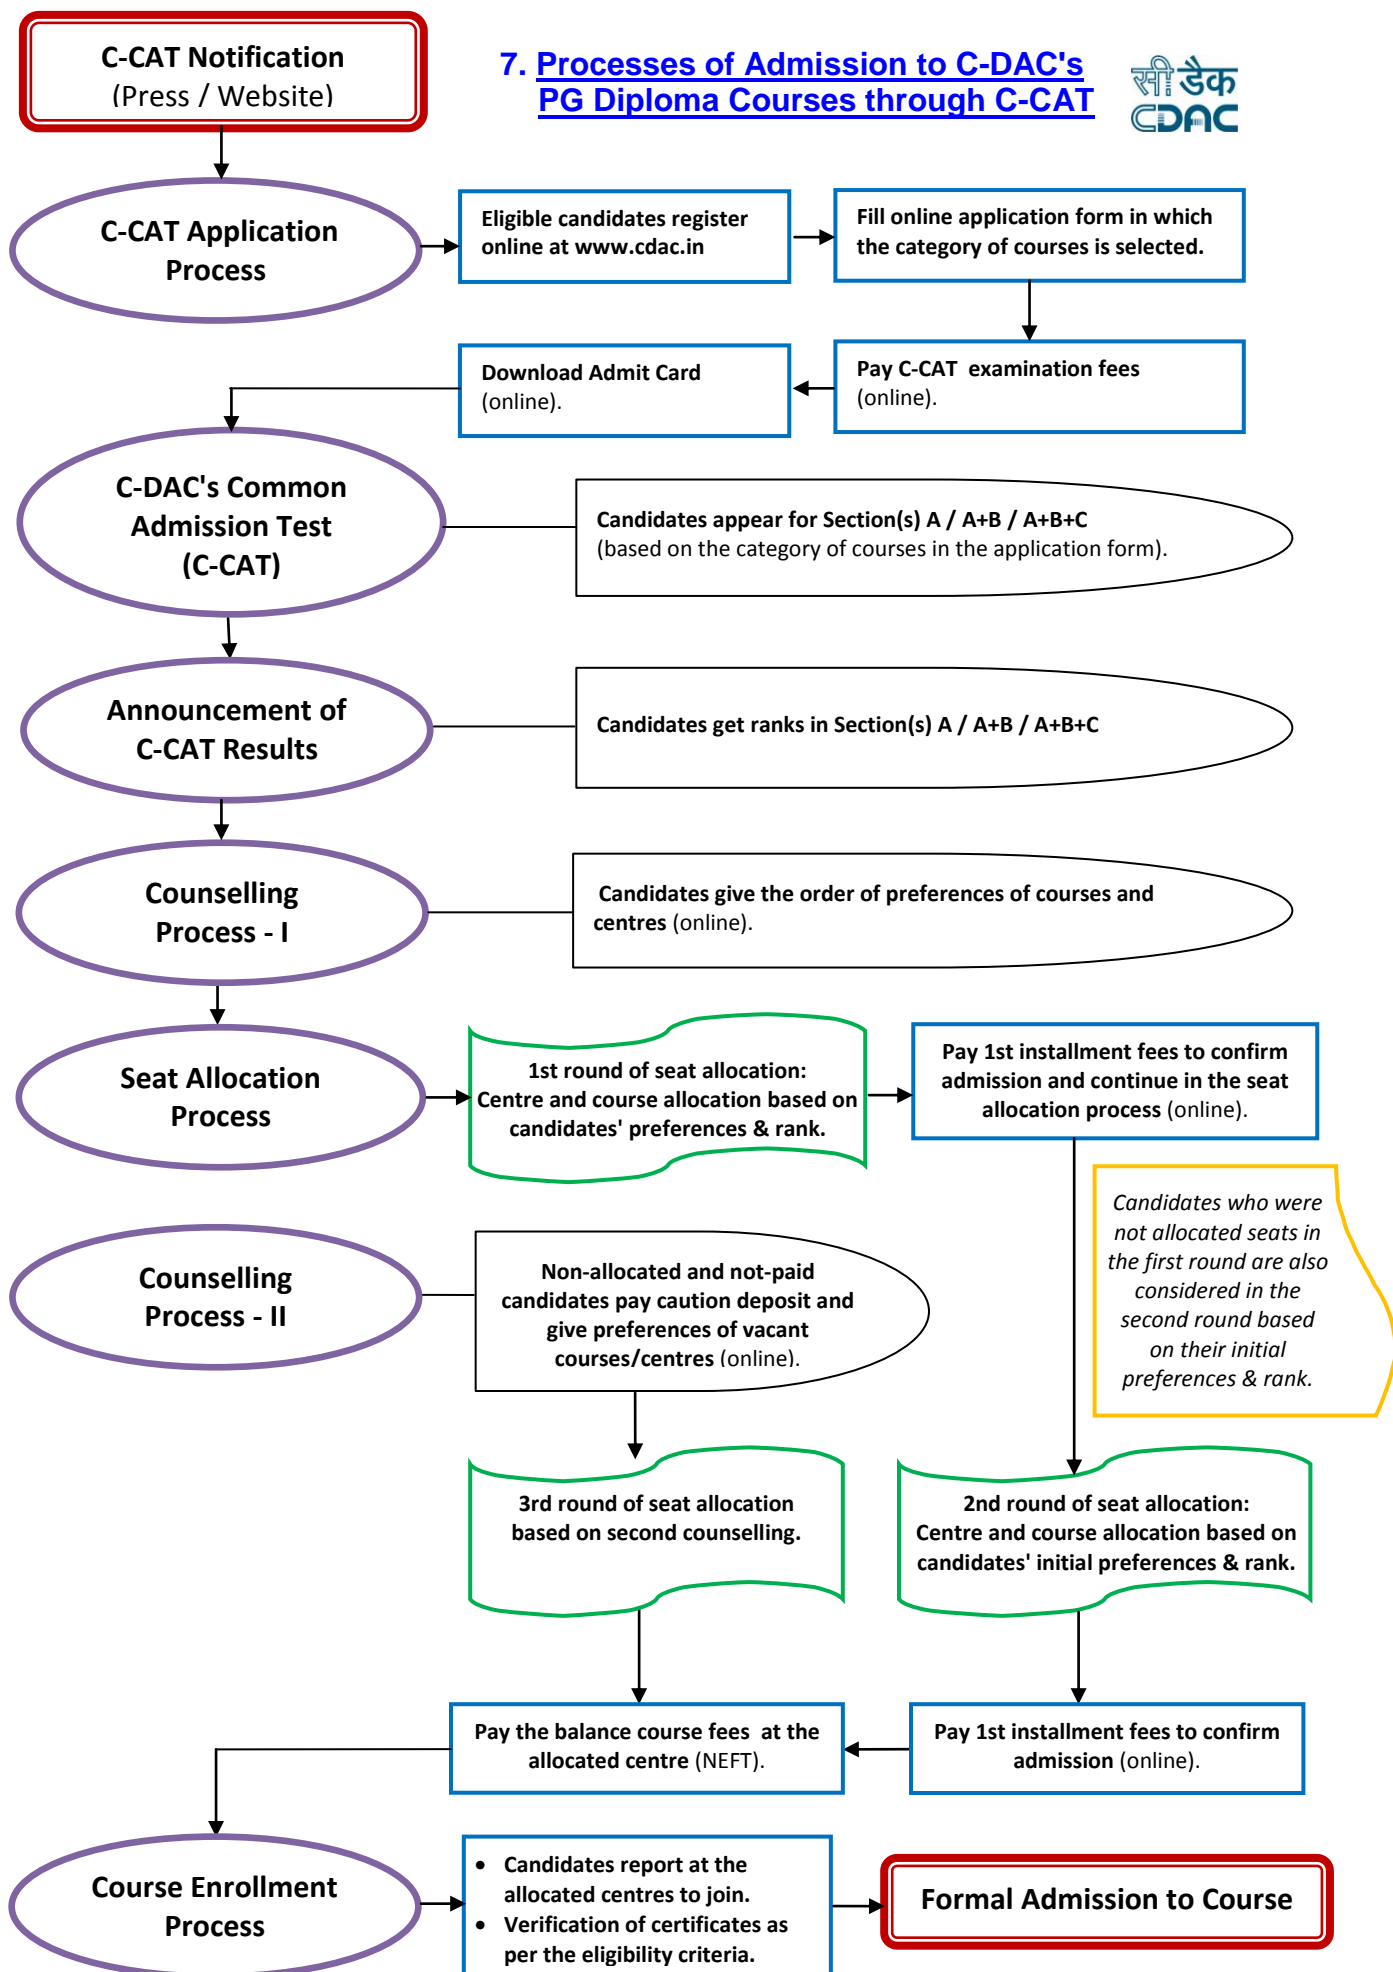 C-CAT Notification
(Press / Website)
7. Processes of Admission to C-DAC's
PG Diploma Courses through C-CAT
सी डैक
CDAC
C-CAT Application
Process
Eligible candidates register
online at www.cdac.in
Fill online application form in which
the category of courses is selected.
Pay C-CAT examination fees
(online).
Download Admit Card
(online).
C-DAC's Common
Admission Test
(C-CAT)
Candidates appear for Section(s) A / A+B / A+B+C
(based on the category of courses in the application form).
Announcement of
C-CAT Results
Candidates get ranks in Section(s) A / A+B / A+B+C
Counselling
Process - I
Candidates give the order of preferences of courses and
centres (online).
Seat Allocation
Process
1st round of seat allocation:
Centre and course allocation based on
candidates' preferences & rank.
Pay 1st installment fees to confirm
admission and continue in the seat
allocation process (online).
Candidates who were
not allocated seats in
the first round are also
considered in the
second round based
on their initial
preferences & rank.
Counselling
Process - II
Non-allocated and not-paid
candidates pay caution deposit and
give preferences of vacant
courses/centres (online).
3rd round of seat allocation
based on second counselling.
2nd round of seat allocation:
Centre and course allocation based on
candidates' initial preferences & rank.
Pay the balance course fees at the
allocated centre (NEFT).
Pay 1st installment fees to confirm
admission (online).
Course Enrollment
Process
• Candidates report at the
allocated centres to join.
• Verification of certificates as
per the eligibility criteria.
Formal Admission to Course